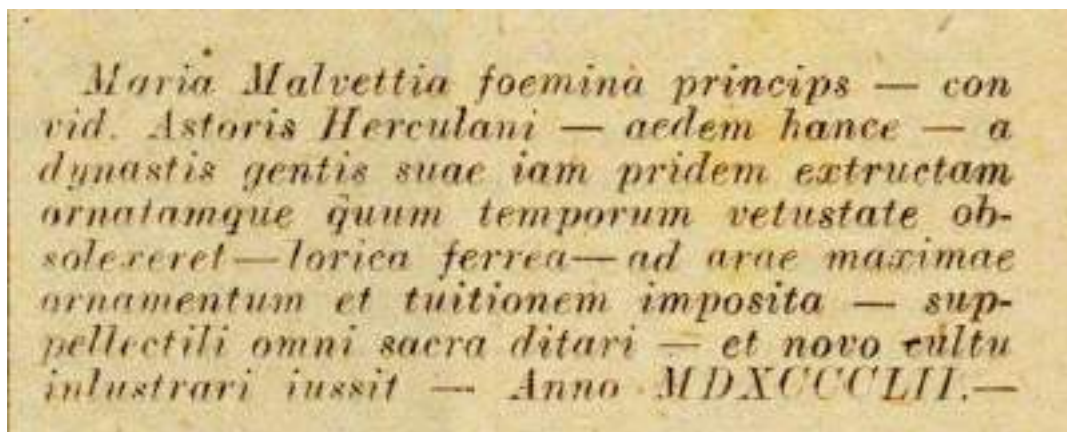 Maria Malvettia foemina princips — con
vid. Astoris Herculani — aedem hance — a
dynastis gentis suae iam pridem extructam
ornatamque quum temporum vetustate ob-
solexeret—lorica ferrea—ad arae maximae
ornamentum et tuitionem imposita — sup-
pellectili omni sacra ditari — et novo cultu
inlustrari iussit — Anno MDXCCCLII.—